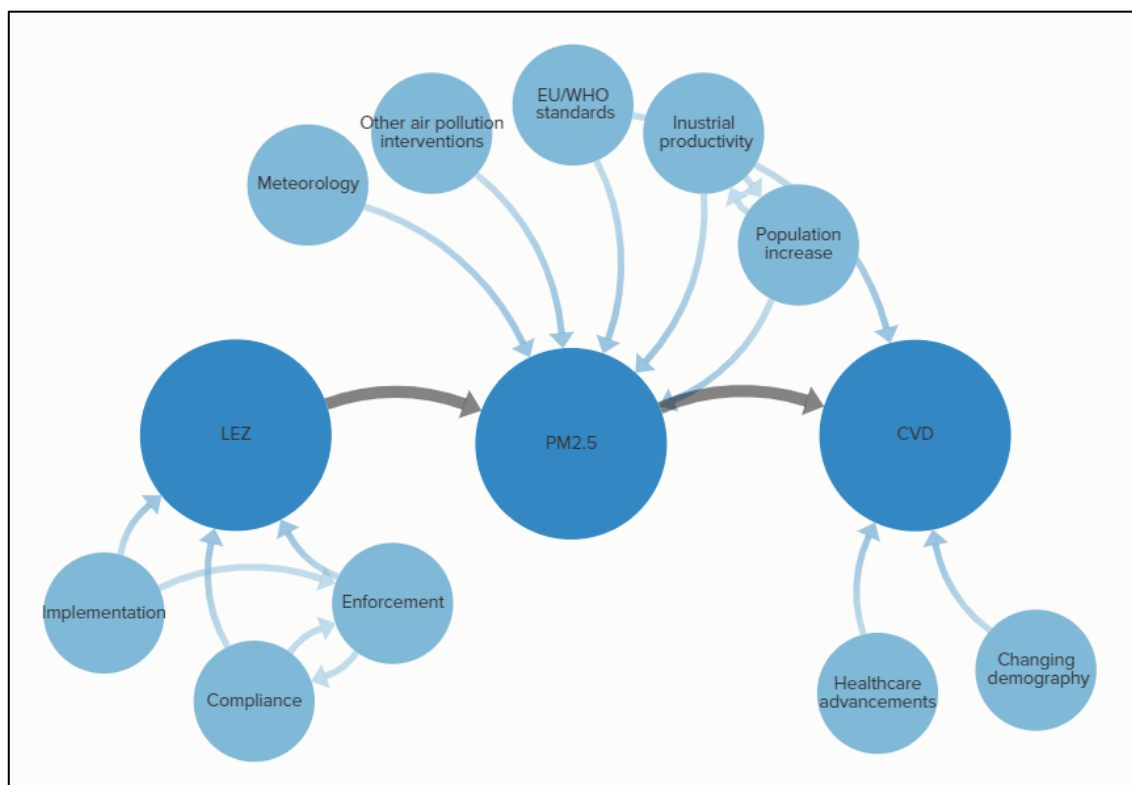 EU/WHO
standards
Other air pollution
interventions
Inustrial
productivity
Meteorology
Population
increase
LEZ
PM2.5
CVD
Implementation
Enforcement
Compliance
Healthcare
advancements
Changing
demography